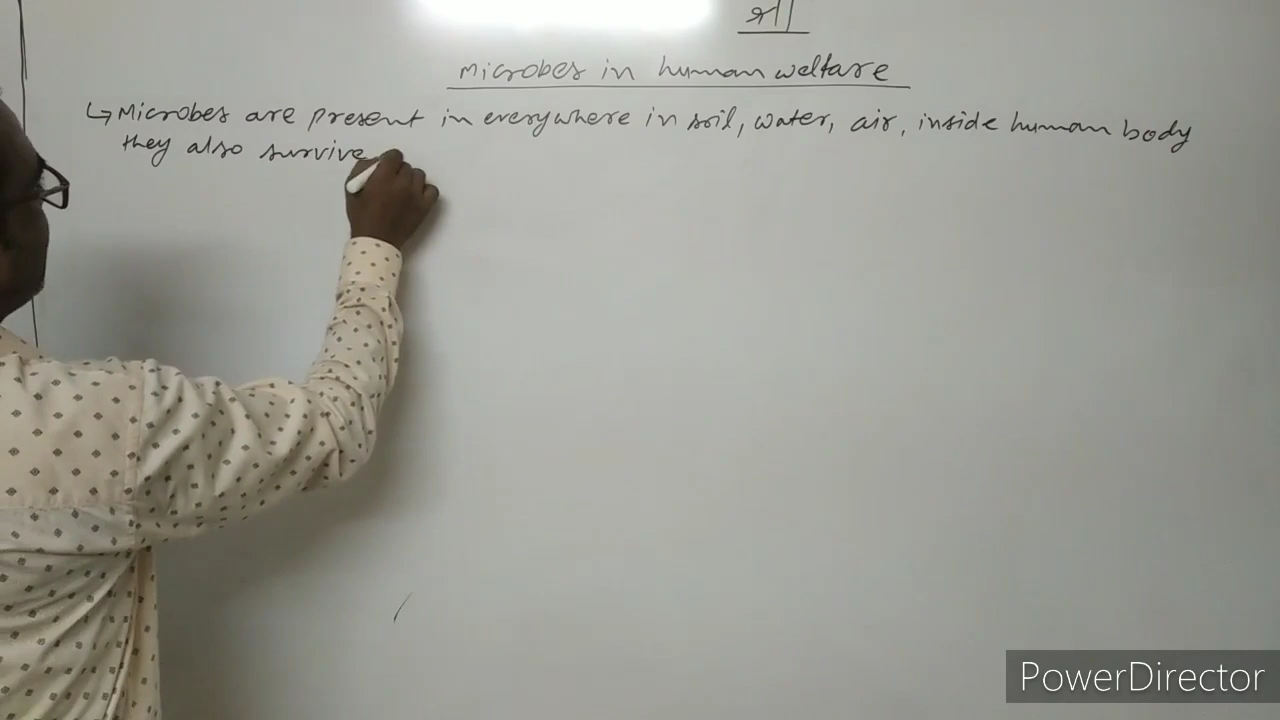 श्री
Microbes in human welfare
↳ Microbes are present in everywhere in soil, water, air, inside human body
they also survive
PowerDirector